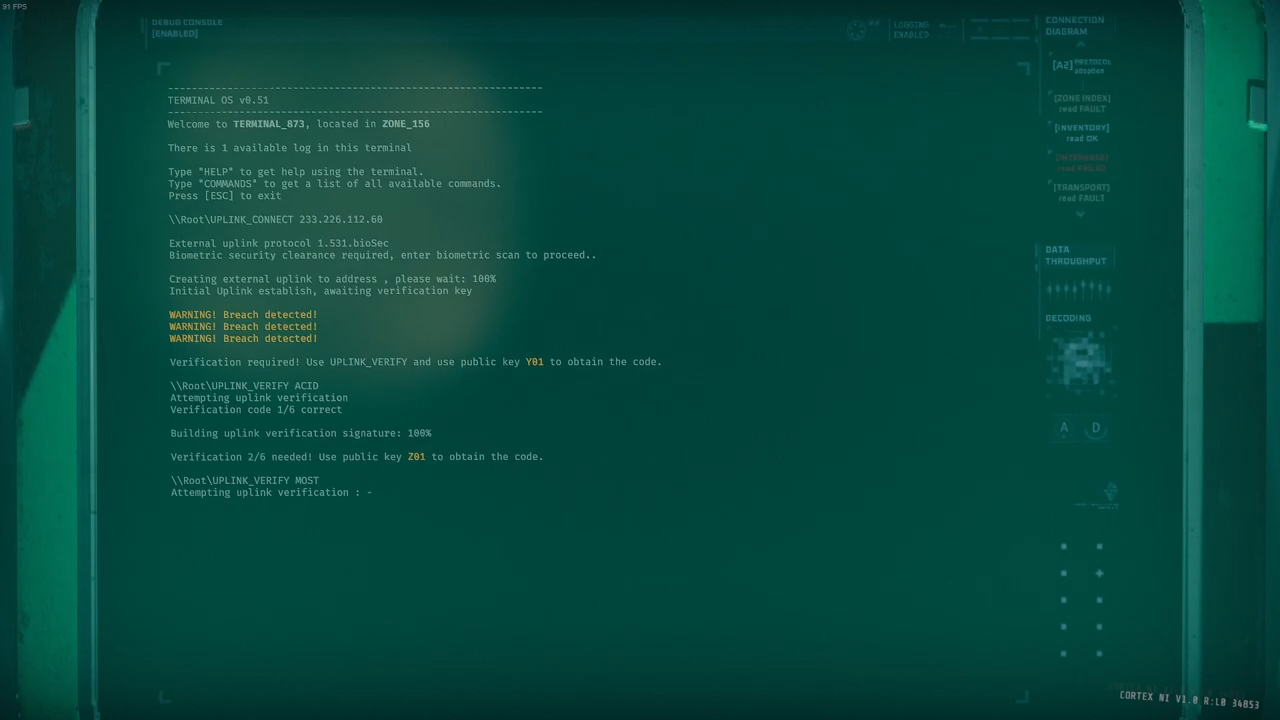 91 FPS
DEBUG CONSOLE
[ENABLED]
LOGGING
ENABLED
CONNECTION
DIAGRAM
[A2] PROTOCOL
[ZONE INDEX]
read FAULT
[INVENTORY]
read OK
read FAILED
[TRANSPORT]
read FAULT
DATA
THROUGHPUT
DECODING
A D
---------------------------------------------------------------
TERMINAL OS v0.51
---------------------------------------------------------------
Welcome to TERMINAL_873, located in ZONE_156
There is 1 available log in this terminal
Type "HELP" to get help using the terminal.
Type "COMMANDS" to get a list of all available commands.
Press [ESC] to exit
\\Root\UPLINK_CONNECT 233.226.112.60
External uplink protocol 1.531.bioSec
Biometric security clearance required, enter biometric scan to proceed..
Creating external uplink to address , please wait: 100%
Initial Uplink establish, awaiting verification key
WARNING! Breach detected!
WARNING! Breach detected!
WARNING! Breach detected!
Verification required! Use UPLINK_VERIFY and use public key Y01 to obtain the code.
\\Root\UPLINK_VERIFY ACID
Attempting uplink verification
Verification code 1/6 correct
Building uplink verification signature: 100%
Verification 2/6 needed! Use public key Z01 to obtain the code.
\\Root\UPLINK_VERIFY MOST
Attempting uplink verification : -
CORTEX NI V1.0 R:L0 34853